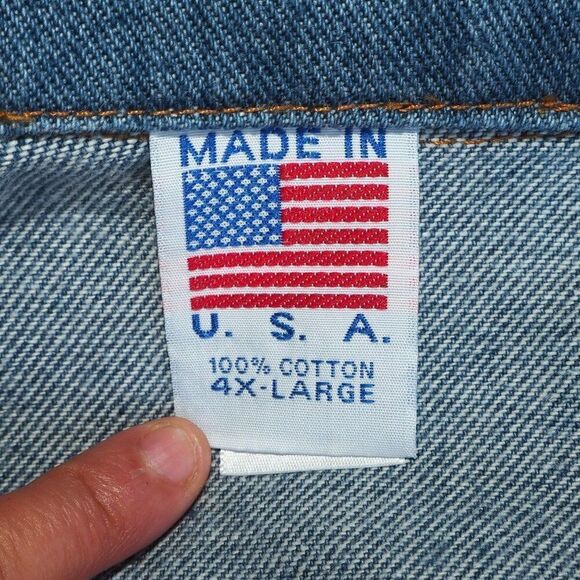 MADE IN
U. S. A.
100% COTTON
4X-LARGE